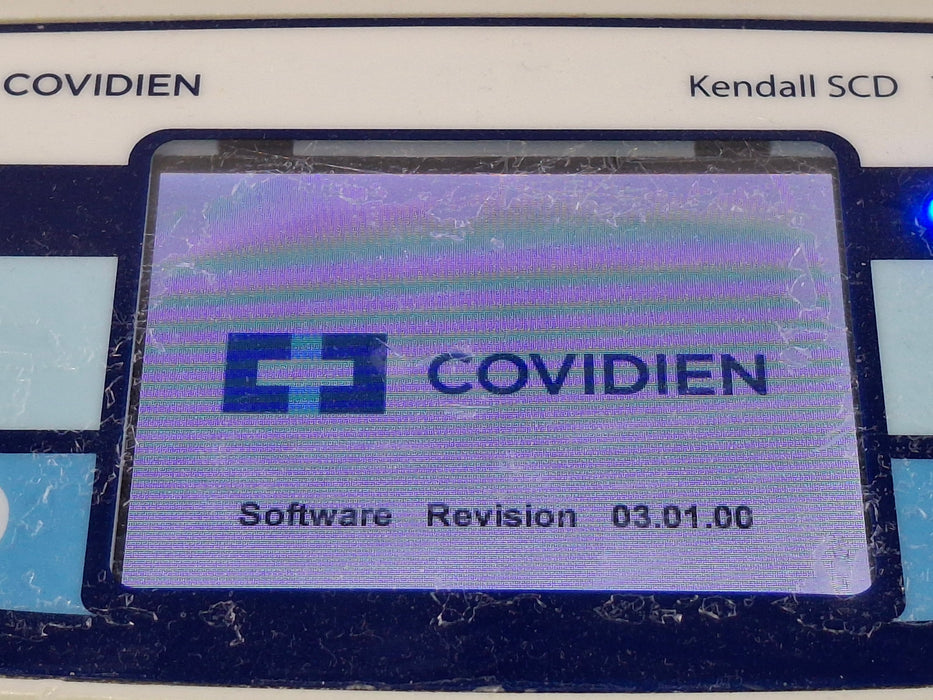 COVIDIEN
Kendall SCD
COVIDIEN
Software Revision 03.01.00